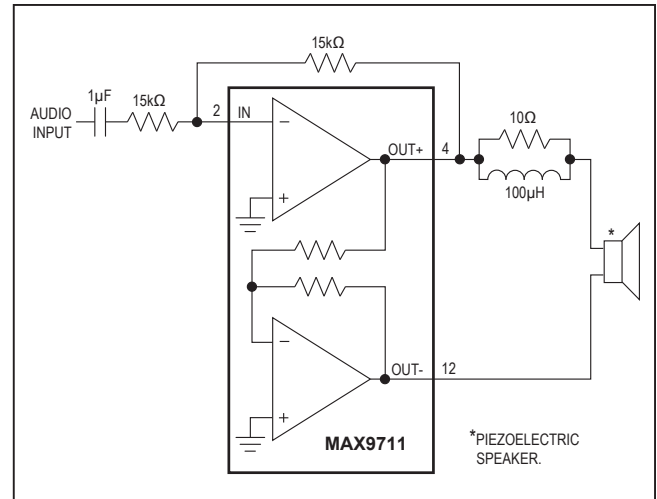 15kΩ
1µF
15kΩ
AUDIO
INPUT
2
IN
−
+
OUT+
4
10Ω
100µH
*
−
+
OUT-
12
MAX9711
*PIEZOELECTRIC
SPEAKER.